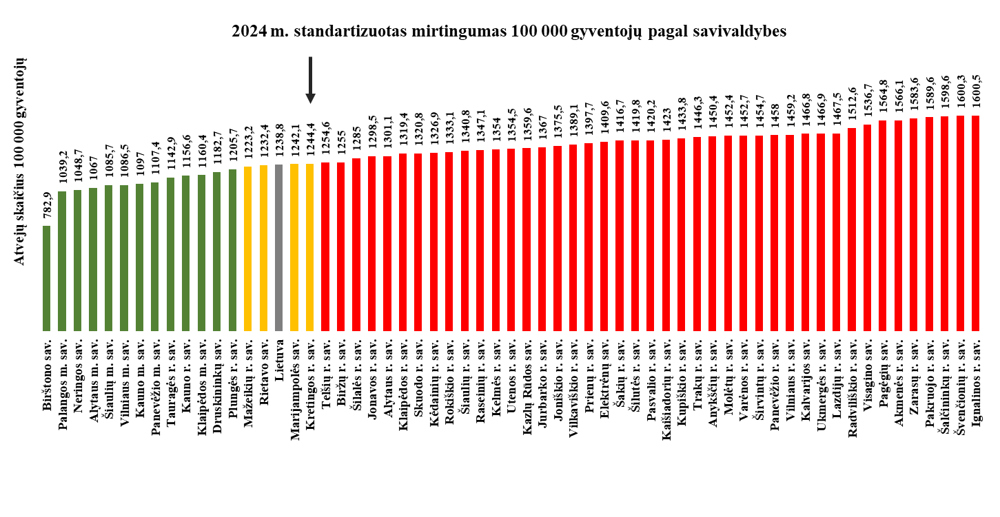 2024 m. standartizuotas mirtingumas 100 000 gyventojų pagal savivaldybes
Atvejų skaičius 100 000 gyventojų
782,9
1039,2
1048,7
1067
1085,7
1086,5
1097
1107,4
1142,9
1156,6
1160,4
1182,7
1205,7
1223,2
1232,4
1238,8
1242,1
1244,4
1254,6
1255
1285
1298,5
1301,1
1319,4
1320,8
1326,9
1333,1
1340,8
1347,1
1354
1354,5
1359,6
1367
1375,5
1389,1
1397,7
1409,6
1416,7
1419,8
1420,2
1423
1433,8
1446,3
1450,4
1452,4
1452,7
1454,7
1458
1459,2
1466,8
1466,9
1467,5
1512,6
1536,7
1564,8
1566,1
1583,6
1589,6
1598,6
1600,3
1600,5
Birštono sav.
Palangos m. sav.
Neringos sav.
Alytaus m. sav.
Šiaulių m. sav.
Vilniaus m. sav.
Kauno m. sav.
Panevėžio m. sav.
Tauragės r. sav.
Kauno r. sav.
Klaipėdos m. sav.
Druskininkų sav.
Plungės r. sav.
Mažeikių r. sav.
Rietavo sav.
Lietuva
Marijampolės sav.
Kretingos r. sav.
Telšių r. sav.
Biržų r. sav.
Šilalės r. sav.
Jonavos r. sav.
Alytaus r. sav.
Klaipėdos r. sav.
Skuodo r. sav.
Kėdainių r. sav.
Rokiškio r. sav.
Šiaulių r. sav.
Raseinių r. sav.
Kelmės r. sav.
Utenos r. sav.
Kazlų Rūdos sav.
Jurbarko r. sav.
Joniškio r. sav.
Vilkaviškio r. sav.
Prienų r. sav.
Elektrėnų sav.
Šakių r. sav.
Šilutės r. sav.
Pasvalio r. sav.
Kaišiadorių r. sav.
Kupiškio r. sav.
Trakų r. sav.
Anykščių r. sav.
Molėtų r. sav.
Varėnos r. sav.
Širvintų r. sav.
Panevėžio r. sav.
Vilniaus r. sav.
Kalvarijos sav.
Ukmergės r. sav.
Lazdijų r. sav.
Radviliškio r. sav.
Visagino sav.
Pagėgių sav.
Akmenės r. sav.
Zarasų r. sav.
Pakruojo r. sav.
Šalčininkų r. sav.
Švenčionių r. sav.
Ignalinos r. sav.